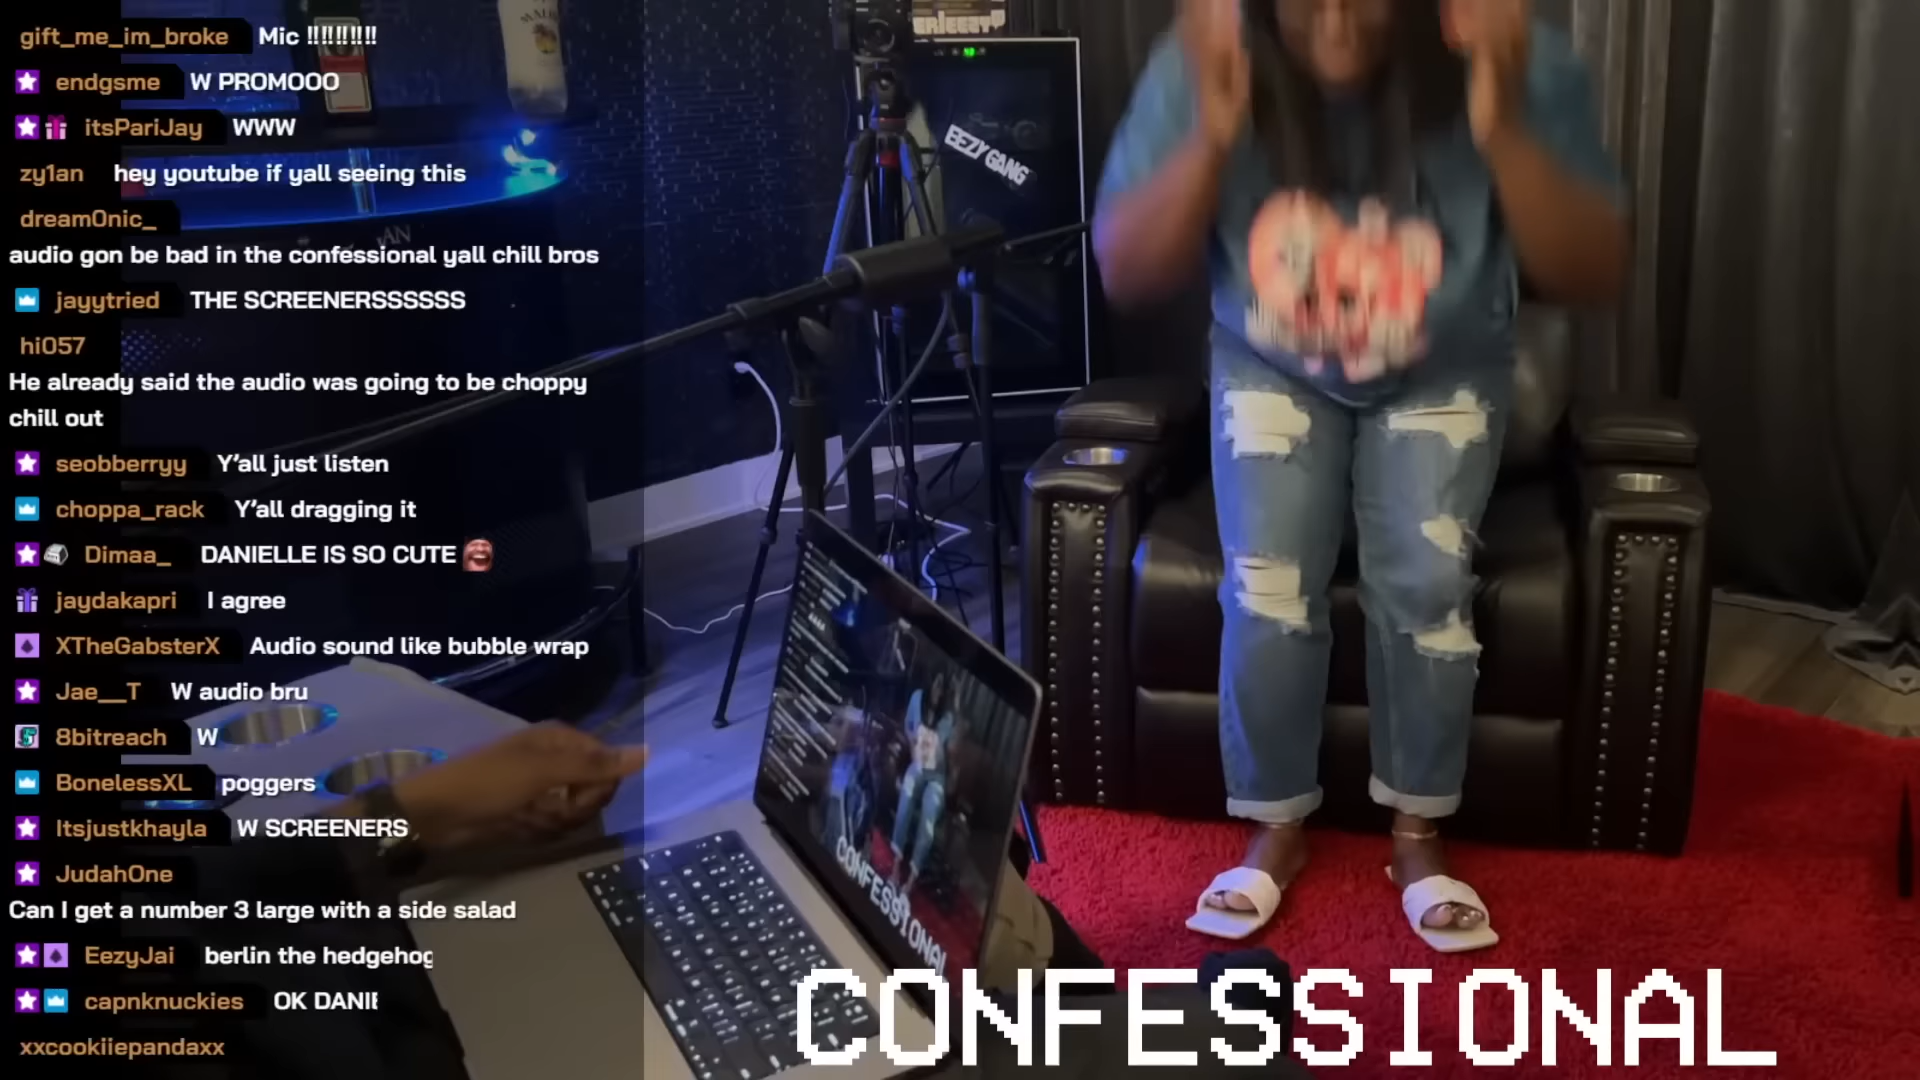 gift_me_im_broke Mic !!!!!!!!!!
endgsme W PROMOOO
itsPariJay WWW
zy1an hey youtube if yall seeing this
dream0nic_
audio gon be bad in the confessional yall chill bros
jayytried THE SCREENERSSSSSS
hi057
He already said the audio was going to be choppy
chill out
seobberryy Y'all just listen
choppa_rack Y'all dragging it
Dimaa_ DANIELLE IS SO CUTE
jaydakapri I agree
XTheGabsterX Audio sound like bubble wrap
Jae__T W audio bru
8bitreach W
BonelessXL poggers
Itsjustkhayla W SCREENERS
JudahOne
Can I get a number 3 large with a side salad
EezyJai berlin the hedgehog
capnknuckies OK DANIE
xxcookiiepandaxx
EEZY GANG
CONFESSIONAL
CONFESSIONAL